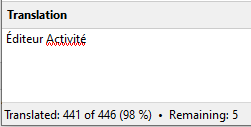 Translation
Éditeur Activité
Translated: 441 of 446 (98 %) • Remaining: 5